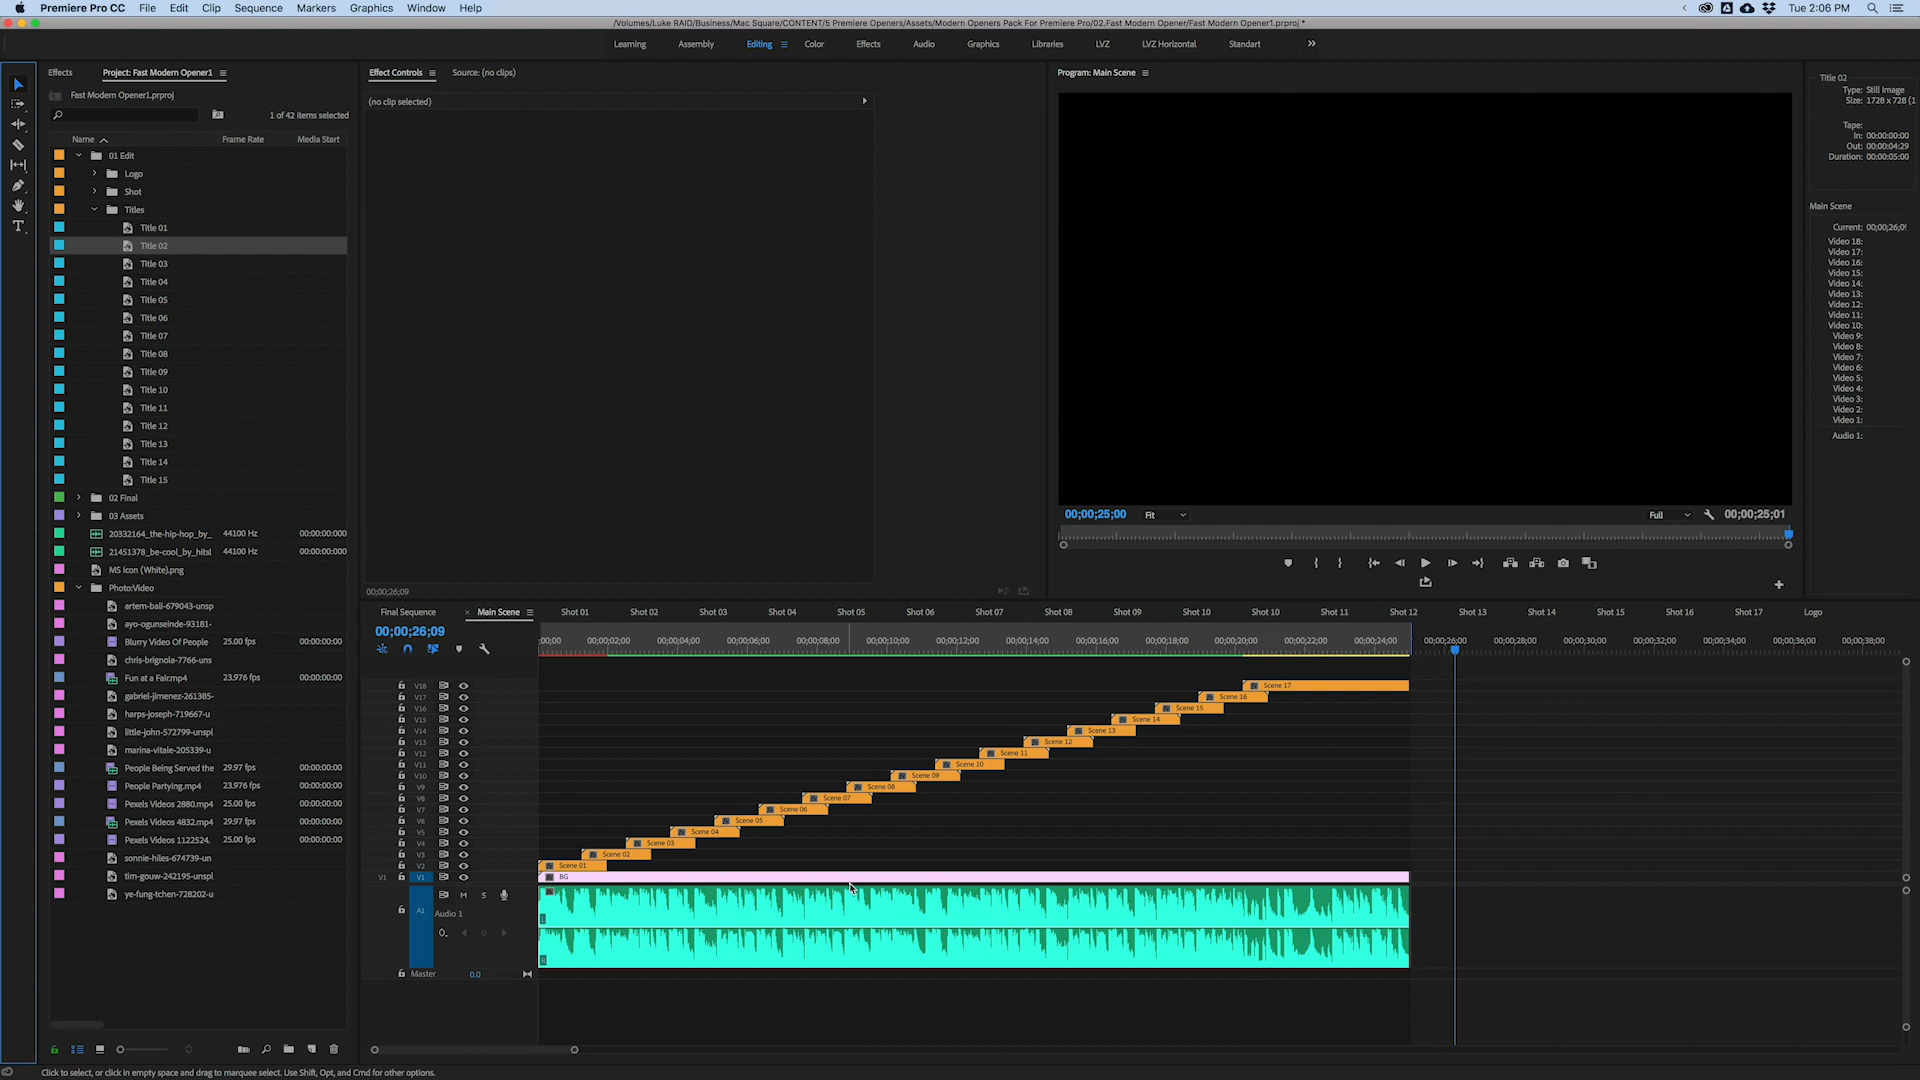 Premiere Pro CC File Edit Clip Sequence Markers Graphics Window Help
Tue 2:06 PM
/Volumes/Luke RAID/Business/Mac Square/CONTENT/5 Premiere Openers/Assets/Modern Openers Pack For Premiere Pro/02.Fast Modern Opener/Fast Modern Opener1.prproj *
Learning Assembly Editing Color Effects Audio Graphics Libraries LVZ LVZ Horizontal Standart
Effects Project: Fast Modern Opener1
Fast Modern Opener1.prproj
1 of 42 items selected
Name Frame Rate Media Start
01 Edit
Logo
Shot
Titles
Title 01
Title 02
Title 03
Title 04
Title 05
Title 06
Title 07
Title 08
Title 09
Title 10
Title 11
Title 12
Title 13
Title 14
Title 15
02 Final
03 Assets
20332164_the-hip-hop_by_ 44100 Hz 00:00:00:000
21451378_be-cool_by_hitsl 44100 Hz 00:00:00:000
MS Icon (White).png
Photo:Video
artem-bali-679043-unsp
ayo-ogunseinde-93181-
Blurry Video Of People 25.00 fps 00:00:00:00
chris-brignola-7766-uns
Fun at a Fair.mp4 23.976 fps 00:00:00:00
gabriel-jimenez-261385-
harps-joseph-719667-u
little-john-572799-unspl
marina-vitale-205339-u
People Being Served the 29.97 fps 00:00:00:00
People Partying.mp4 23.976 fps 00:00:00:00
Pexels Videos 2880.mp4 25.00 fps 00:00:00:00
Pexels Videos 4832.mp4 29.97 fps 00:00:00:00
Pexels Videos 1122524. 25.00 fps 00:00:00:00
sonnie-hiles-674739-un
tim-gouw-242195-unspl
ye-fung-tchen-728202-u
Effect Controls Source: (no clips)
(no clip selected)
00;00;26;09
Program: Main Scene
00;00;25;00 Fit Full 00;00;25;01
Title 02
Type: Still Image
Size: 1728 x 728 (1
Tape:
In: 00:00:00:00
Out: 00:00:04:29
Duration: 00:00:05:00
Main Scene
Current: 00;00;26;09
Video 18:
Video 17:
Video 16:
Video 15:
Video 14:
Video 13:
Video 12:
Video 11:
Video 10:
Video 9:
Video 8:
Video 7:
Video 6:
Video 5:
Video 4:
Video 3:
Video 2:
Video 1:
Audio 1:
Final Sequence × Main Scene Shot 01 Shot 02 Shot 03 Shot 04 Shot 05 Shot 06 Shot 07 Shot 08 Shot 09 Shot 10 Shot 10 Shot 11 Shot 12 Shot 13 Shot 14 Shot 15 Shot 16 Shot 17 Logo
00;00;26;09
;00;00 00;00;02;00 00;00;04;00 00;00;06;00 00;00;08;00 00;00;10;00 00;00;12;00 00;00;14;00 00;00;16;00 00;00;18;00 00;00;20;00 00;00;22;00 00;00;24;00 00;00;26;00 00;00;28;00 00;00;30;00 00;00;32;00 00;00;34;00 00;00;36;00 00;00;38;00
V18 Scene 17
V17 Scene 16
V16 Scene 15
V15 Scene 14
V14 Scene 13
V13 Scene 12
V12 Scene 11
V11 Scene 10
V10 Scene 09
V9 Scene 08
V8 Scene 07
V7 Scene 06
V6 Scene 05
V5 Scene 04
V4 Scene 03
V3 Scene 02
V2 Scene 01
V1 V1 BG
M S
A1 Audio 1
0.
Master 0.0
Click to select, or click in empty space and drag to marquee select. Use Shift, Opt, and Cmd for other options.